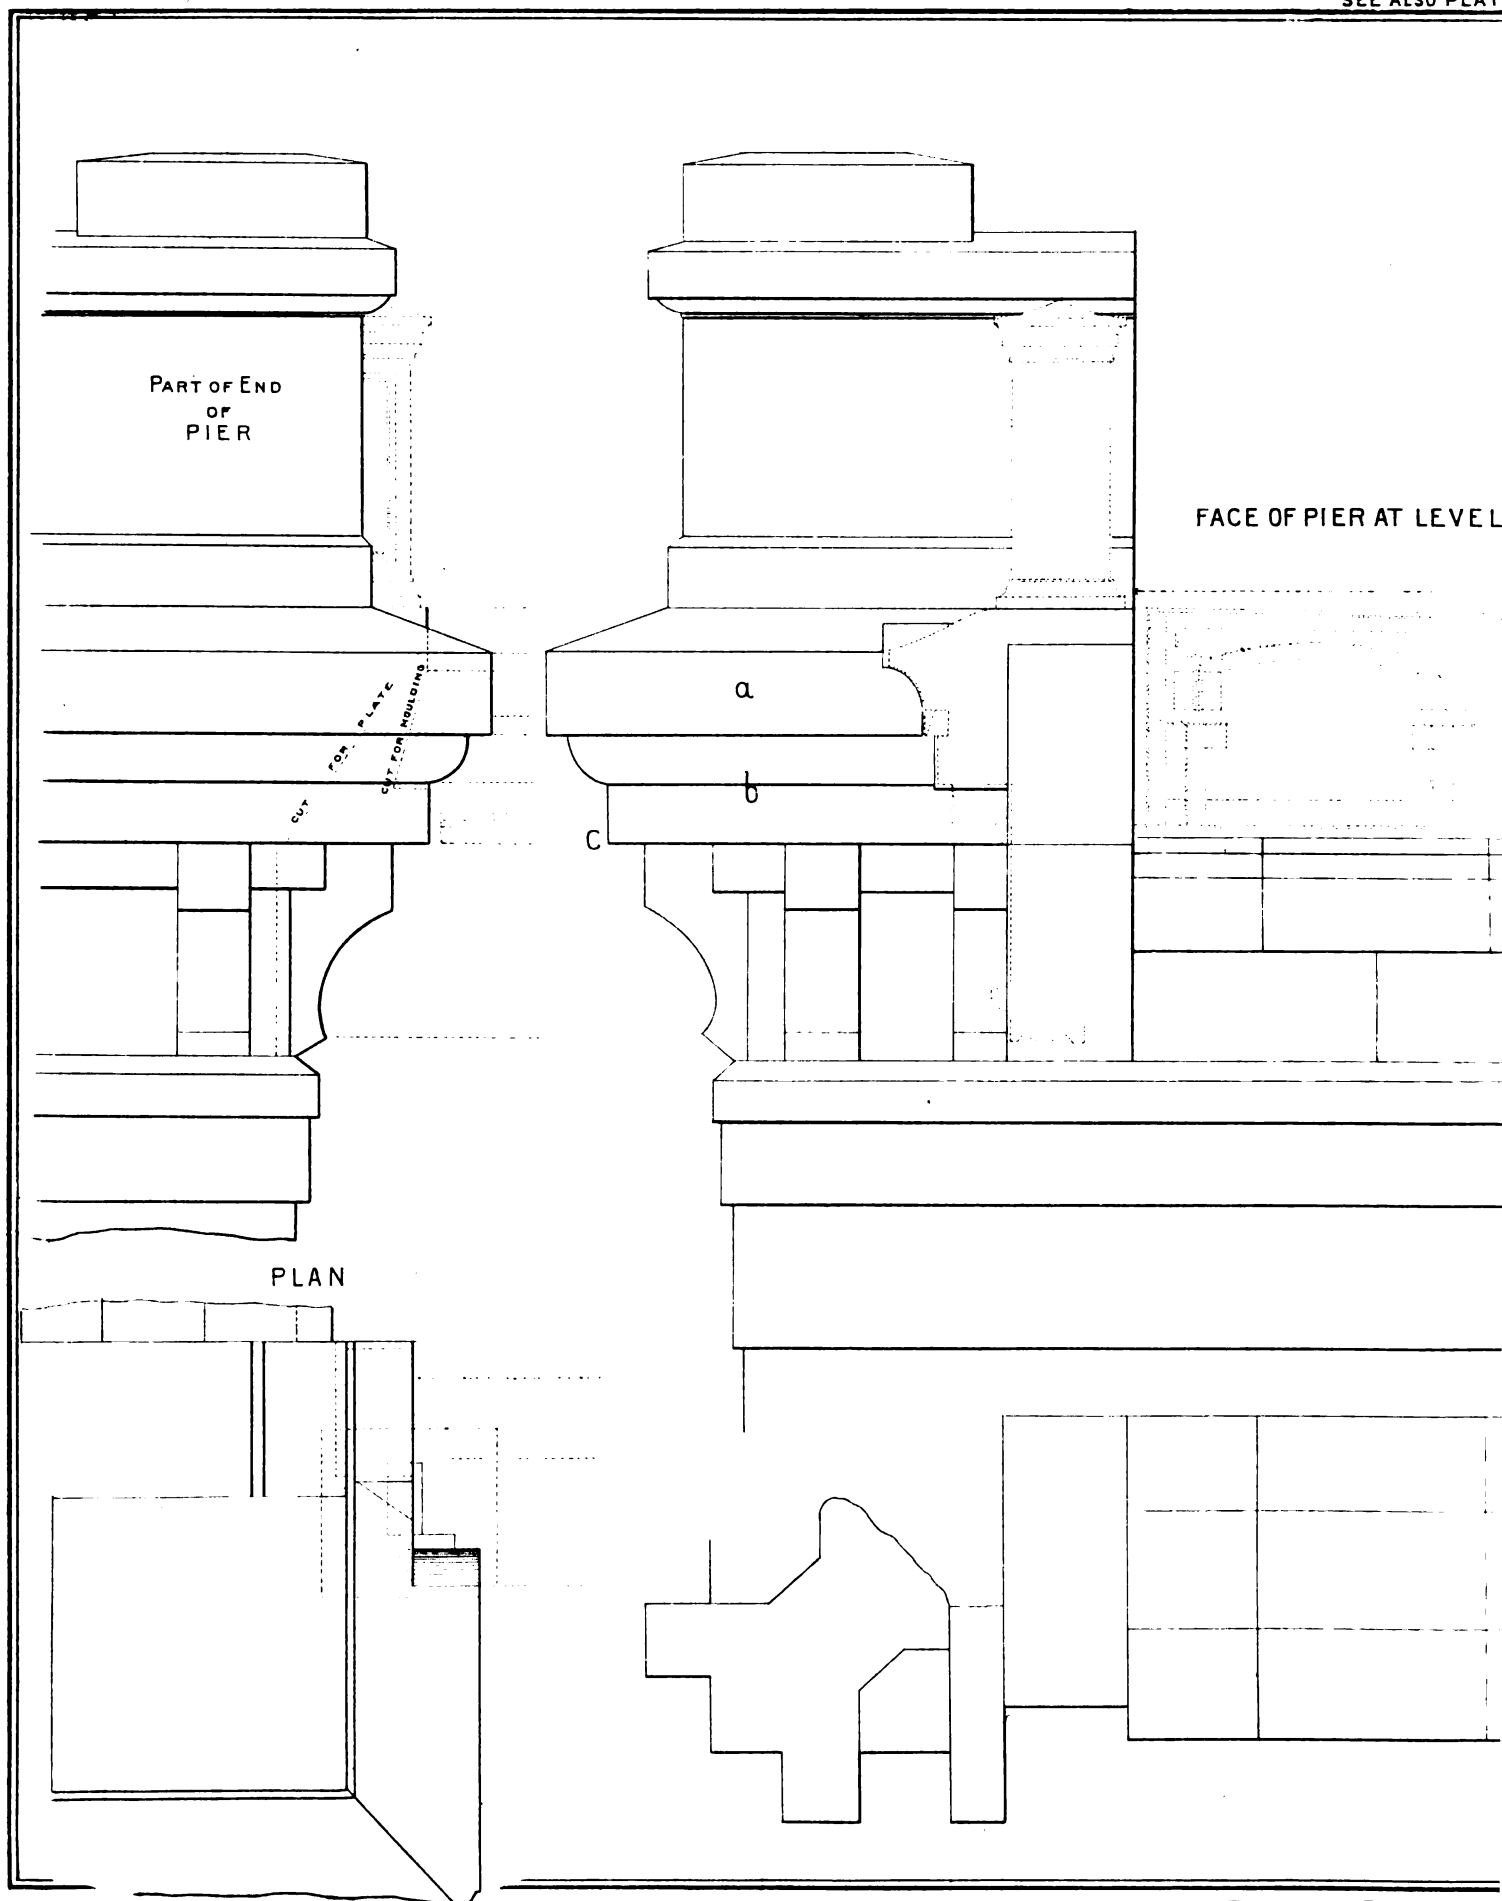 SEE ALSO PLAT
PART OF END
OF
PIER
FACE OF PIER AT LEVEL
CUT FOR PLATE
CUT FOR MOULDING
a
b
C
PLAN